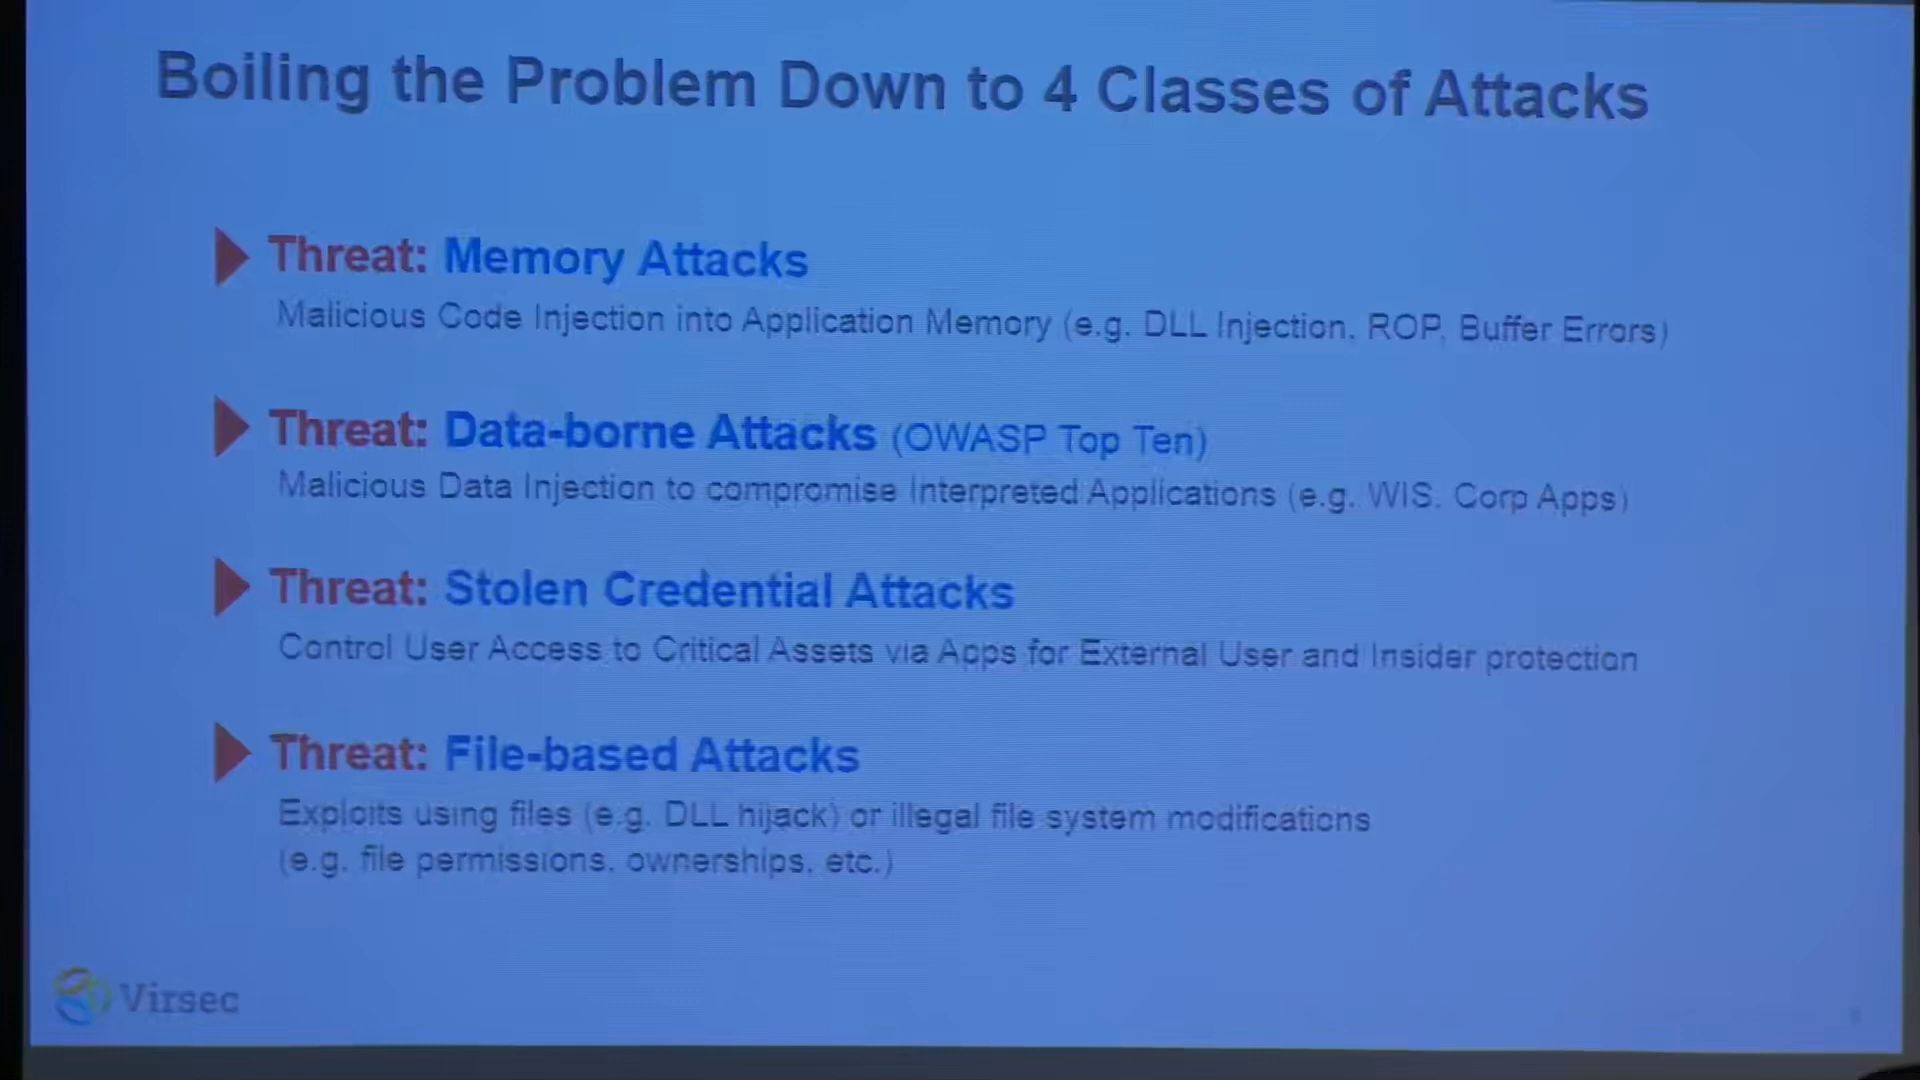 Boiling the Problem Down to 4 Classes of Attacks
Threat: Memory Attacks
Malicious Code Injection into Application Memory (e.g. DLL Injection, ROP, Buffer Errors)
Threat: Data-borne Attacks (OWASP Top Ten)
Malicious Data Injection to compromise Interpreted Applications (e.g. WIS, Corp Apps)
Threat: Stolen Credential Attacks
Control User Access to Critical Assets via Apps for External User and Insider protection
Threat: File-based Attacks
Exploits using files (e.g. DLL hijack) or illegal file system modifications
(e.g. file permissions, ownerships, etc.)
Virsec